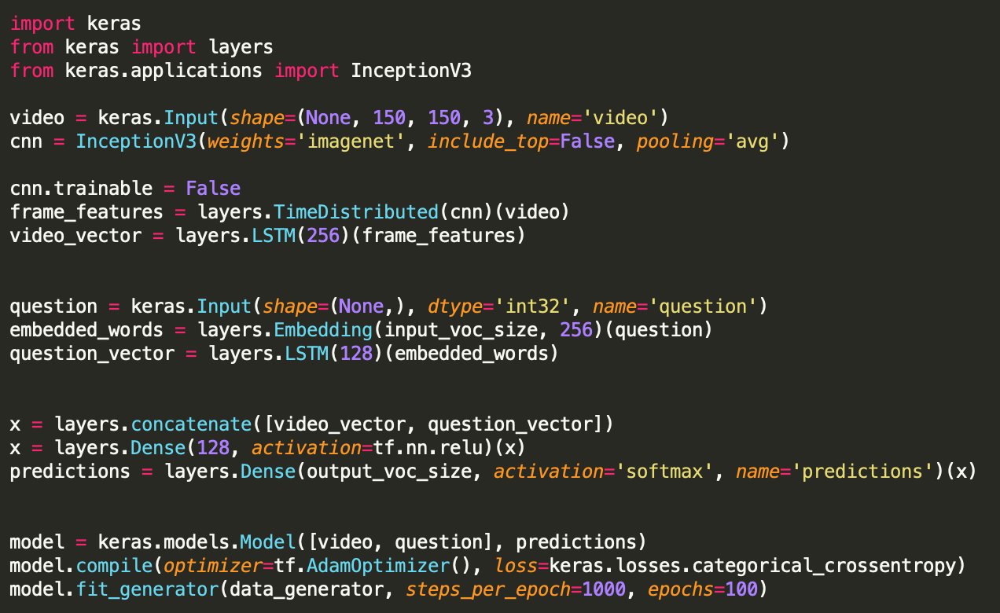 import keras
from keras import layers
from keras.applications import InceptionV3
video = keras.Input(shape=(None, 150, 150, 3), name='video')
cnn = InceptionV3(weights='imagenet', include_top=False, pooling='avg')
cnn.trainable = False
frame_features = layers.TimeDistributed(cnn)(video)
video_vector = layers.LSTM(256)(frame_features)
question = keras.Input(shape=(None,), dtype='int32', name='question')
embedded_words = layers.Embedding(input_voc_size, 256)(question)
question_vector = layers.LSTM(128)(embedded_words)
x = layers.concatenate([video_vector, question_vector])
x = layers.Dense(128, activation=tf.nn.relu)(x)
predictions = layers.Dense(output_voc_size, activation='softmax', name='predictions')(x)
model = keras.models.Model([video, question], predictions)
model.compile(optimizer=tf.AdamOptimizer(), loss=keras.losses.categorical_crossentropy)
model.fit_generator(data_generator, steps_per_epoch=1000, epochs=100)